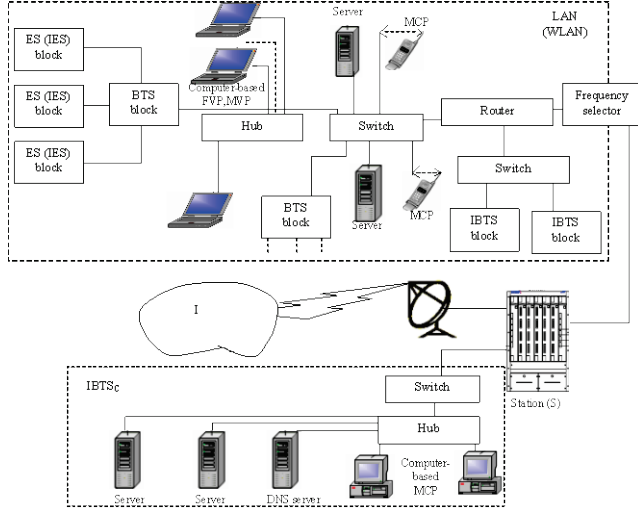 LAN
(WLAN)
ES (IES)
block
ES (IES)
block
ES (IES)
block
BTS
block
Computer-based
FVP,MVP
Hub
Server
MCP
Switch
Router
Frequency
selector
Switch
BTS
block
Server
MCP
IBTS
block
IBTS
block
I
Station (S)
IBTSC
Switch
Hub
Server
Server
DNS server
Computer-
based
MCP